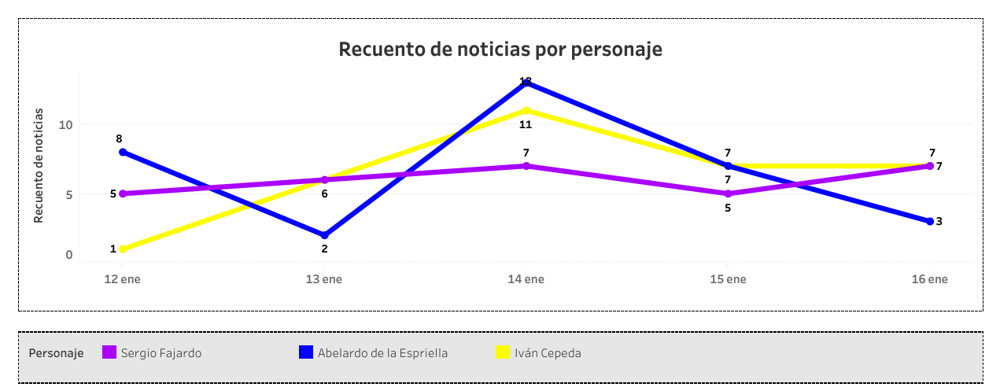 Recuento de noticias por personaje
Recuento de noticias
10
5
0
8
5
1
6
2
13
11
7
7
7
5
7
7
3
12 ene
13 ene
14 ene
15 ene
16 ene
Personaje
Sergio Fajardo
Abelardo de la Espriella
Iván Cepeda